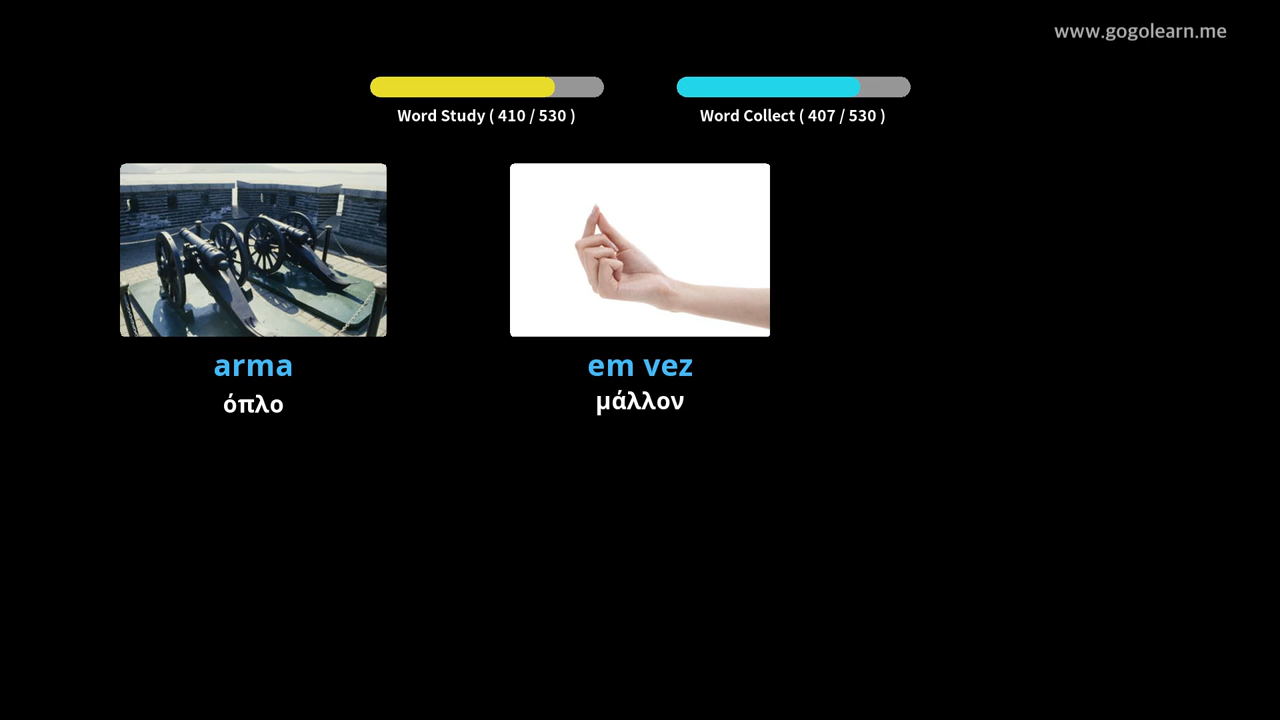 www.gogolearn.me
Word Study ( 410 / 530 )
Word Collect ( 407 / 530 )
arma
όπλο
em vez
μάλλον